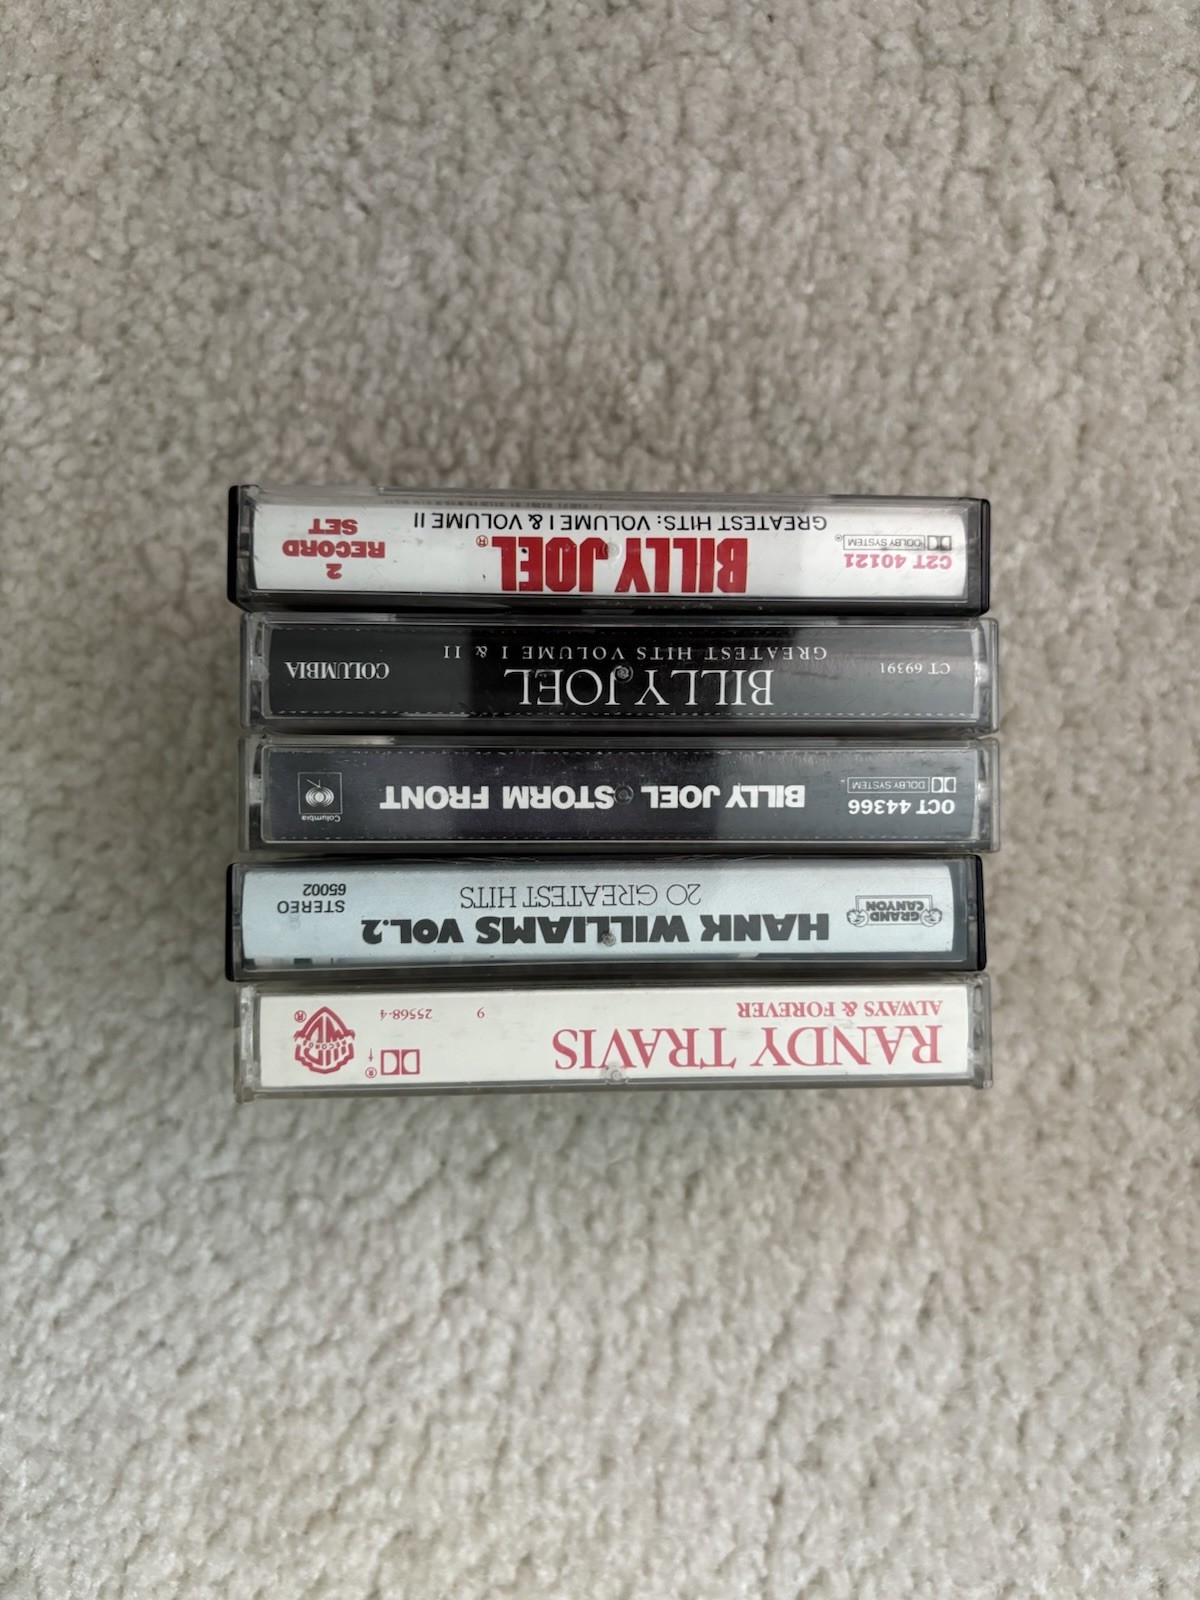 RANDY TRAVIS
ALWAYS & FOREVER
9 25568-4
WB
RECORDS
®
GRAND
CANYON
HANK WILLIAMS VOL.2
20 GREATEST HITS
STEREO
65002
OCT 44366
DOLBY SYSTEM
BILLY JOEL STORM FRONT
Columbia
CT 69391
BILLY JOEL
GREATEST HITS VOLUME I & II
COLUMBIA
C2T 40121
DOLBY SYSTEM®
BILLY JOEL®
GREATEST HITS: VOLUME I & VOLUME II
2
RECORD
SET